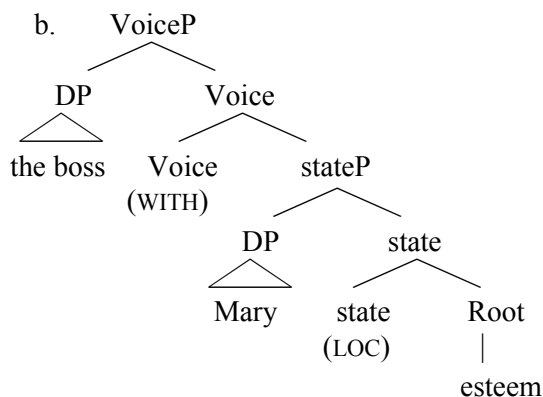 b. VoiceP
DP Voice
the boss Voice stateP
(WITH)
DP state
Mary state Root
(LOC)
esteem